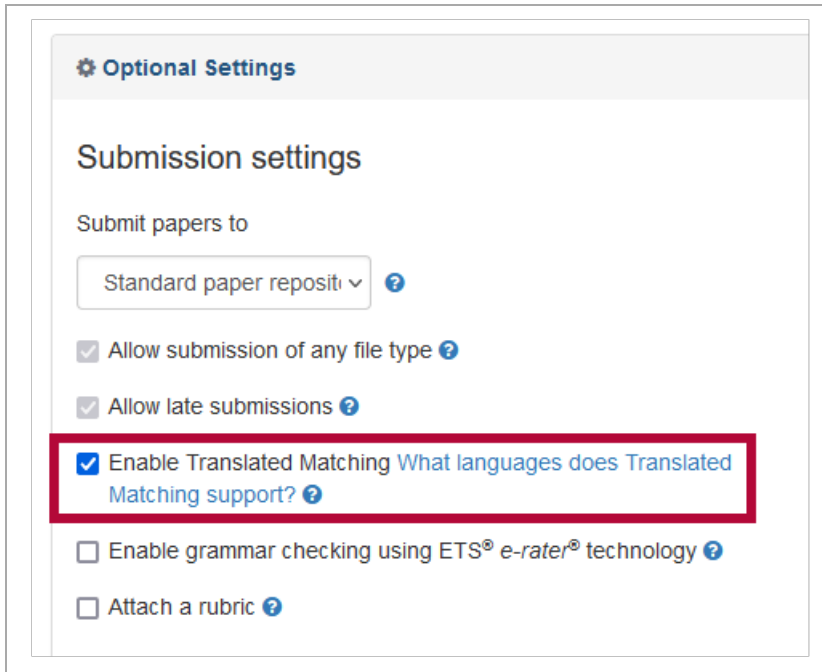 Optional Settings
Submission settings
Submit papers to
Standard paper reposit
Allow submission of any file type
Allow late submissions
Enable Translated Matching What languages does Translated
Matching support?
Enable grammar checking using ETS® e-rater® technology
Attach a rubric